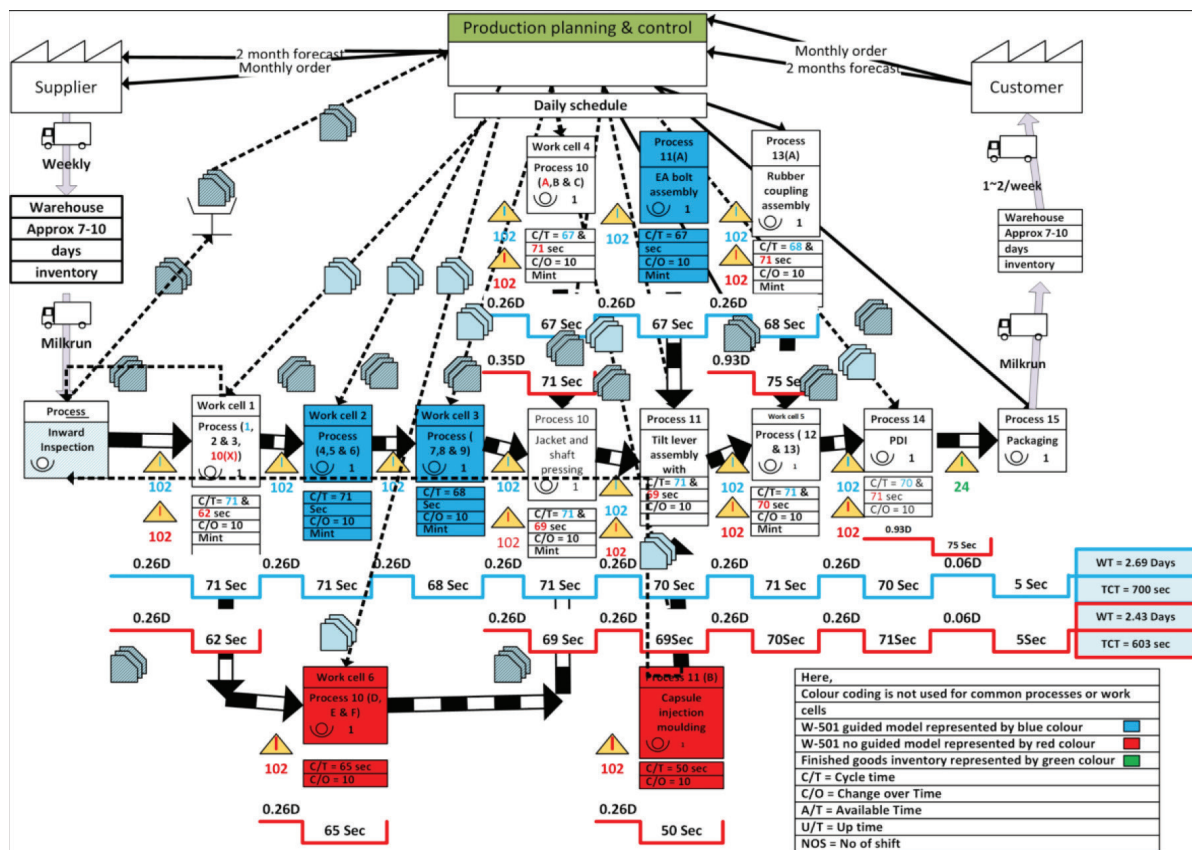 Production planning & control
2 month forecast
Monthly order
Monthly order
2 months forecast
Supplier
Customer
Daily schedule
Weekly
1~2/week
Warehouse
Approx 7-10
days
inventory
Warehouse
Approx 7-10
days
inventory
Milkrun
Milkrun
Work cell 4
Process 10
(A,B & C)
1
C/T = 67 &
71 sec
C/O = 10
Mint
Process
11(A)
EA bolt
assembly
1
C/T = 67
sec
C/O = 10
Mint
Process
13(A)
Rubber
coupling
assembly
1
C/T = 68 &
71 sec
C/O = 10
Mint
102
102
102
102
102
0.26D
67 Sec
0.26D
67 Sec
0.26D
68 Sec
0.26D
0.35D
71 Sec
0.93D
75 Se
Process
Inward
Inspection
Work cell 1
Process (1,
2 & 3,
10(X))
1
C/T= 71 &
62 sec
C/O = 10
Mint
Work cell 2
Process
(4,5 & 6)
1
C/T = 71
Sec
C/O = 10
Mint
Work cell 3
Process (
7,8 & 9)
1
C/T = 68
Sec
C/O = 10
Mint
Process 10
Jacket and
shaft
pressing
1
C/T= 71 &
69 sec
C/O = 10
Mint
Process 11
Tilt lever
assembly
with
C/T = 71 &
69 sec
C/O = 10
Work cell 5
Process ( 12
& 13)
1
C/T= 71 &
70 sec
C/O = 10
Mint
Process 14
PDI
1
C/T = 70 &
71 sec
C/O = 10
Process 15
Packaging
1
102
102
102
102
102
102
102
102
24
102
102
102
102
102
0.93D
75 Sec
0.26D
71 Sec
0.26D
71 Sec
0.26D
68 Sec
0.26D
71 Sec
0.26D
70 Sec
0.26D
71 Sec
0.26D
70 Sec
0.06D
5 Sec
WT = 2.69 Days
TCT = 700 sec
0.26D
62 Sec
0.26D
69 Sec
0.26D
69Sec
0.26D
70Sec
0.26D
71Sec
0.06D
5Sec
WT = 2.43 Days
TCT = 603 sec
Work cell 6
Process 10 (D,
E & F)
1
C/T = 65 sec
C/O = 10
102
0.26D
65 Sec
Process 11 (B)
Capsule
injection
moulding
1
C/T = 50 sec
C/O = 10
102
0.26D
50 Sec
Here,
Colour coding is not used for common processes or work
cells
W-501 guided model represented by blue colour
W-501 no guided model represented by red colour
Finished goods inventory represented by green colour
C/T = Cycle time
C/O = Change over Time
A/T = Available Time
U/T = Up time
NOS = No of shift